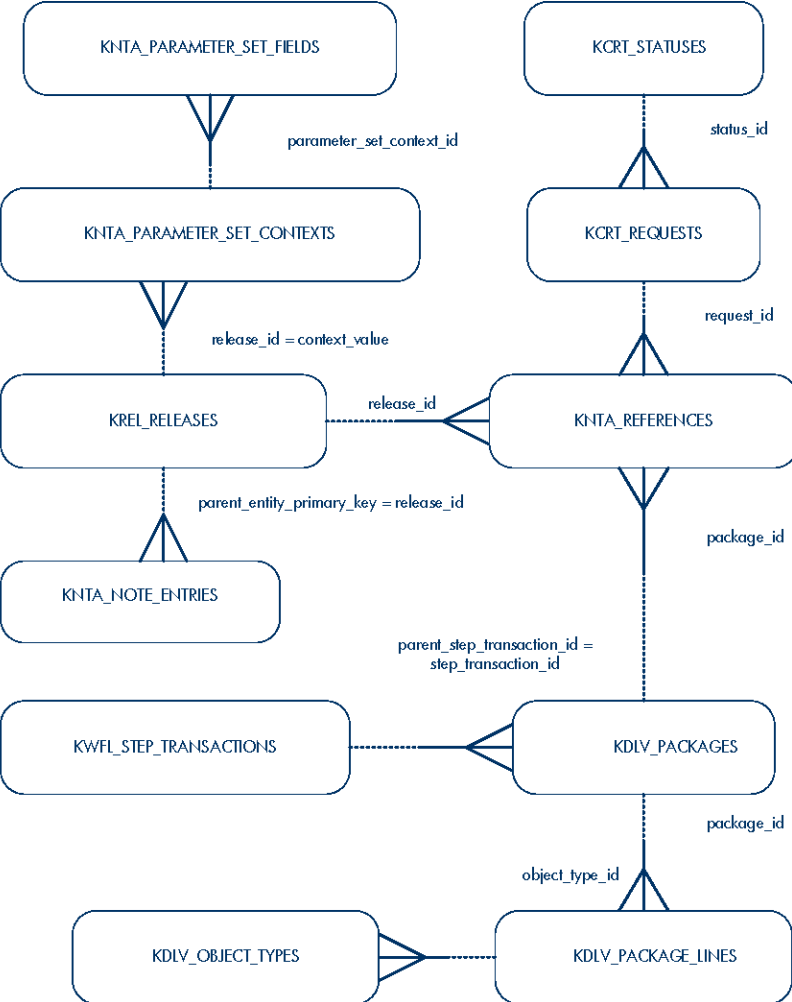 KNTA_PARAMETER_SET_FIELDS
KCRT_STATUSES
parameter_set_context_id
status_id
KNTA_PARAMETER_SET_CONTEXTS
KCRT_REQUESTS
release_id = context_value
request_id
KREL_RELEASES
release_id
KNTA_REFERENCES
parent_entity_primary_key = release_id
package_id
KNTA_NOTE_ENTRIES
parent_step_transaction_id =
step_transaction_id
KWFL_STEP_TRANSACTIONS
KDLV_PACKAGES
package_id
object_type_id
KDLV_OBJECT_TYPES
KDLV_PACKAGE_LINES